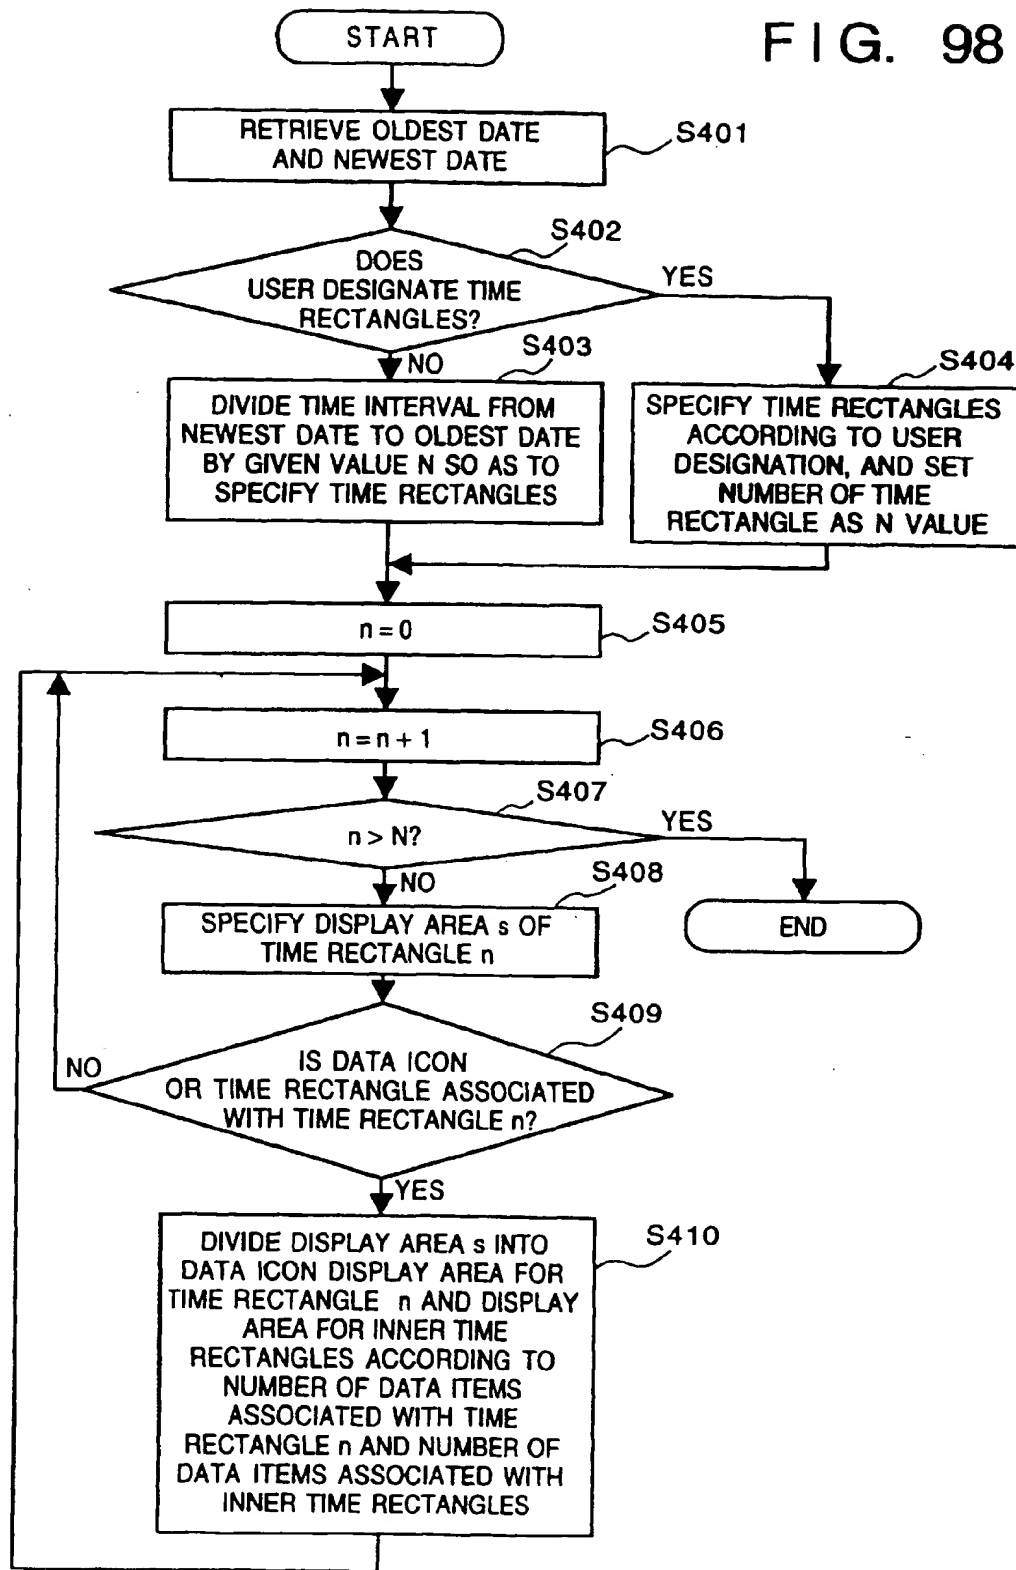 FIG. 98
START
RETRIEVE OLDEST DATE
AND NEWEST DATE
S401
S402
DOES
USER DESIGNATE TIME
RECTANGLES?
YES
NO
S403
DIVIDE TIME INTERVAL FROM
NEWEST DATE TO OLDEST DATE
BY GIVEN VALUE N SO AS TO
SPECIFY TIME RECTANGLES
S404
SPECIFY TIME RECTANGLES
ACCORDING TO USER
DESIGNATION, AND SET
NUMBER OF TIME
RECTANGLE AS N VALUE
n = 0
S405
n = n + 1
S406
S407
n > N?
YES
NO
END
S408
SPECIFY DISPLAY AREA s OF
TIME RECTANGLE n
S409
IS DATA ICON
OR TIME RECTANGLE ASSOCIATED
WITH TIME RECTANGLE n?
NO
YES
S410
DIVIDE DISPLAY AREA s INTO
DATA ICON DISPLAY AREA FOR
TIME RECTANGLE n AND DISPLAY
AREA FOR INNER TIME
RECTANGLES ACCORDING TO
NUMBER OF DATA ITEMS
ASSOCIATED WITH TIME
RECTANGLE n AND NUMBER OF
DATA ITEMS ASSOCIATED WITH
INNER TIME RECTANGLES